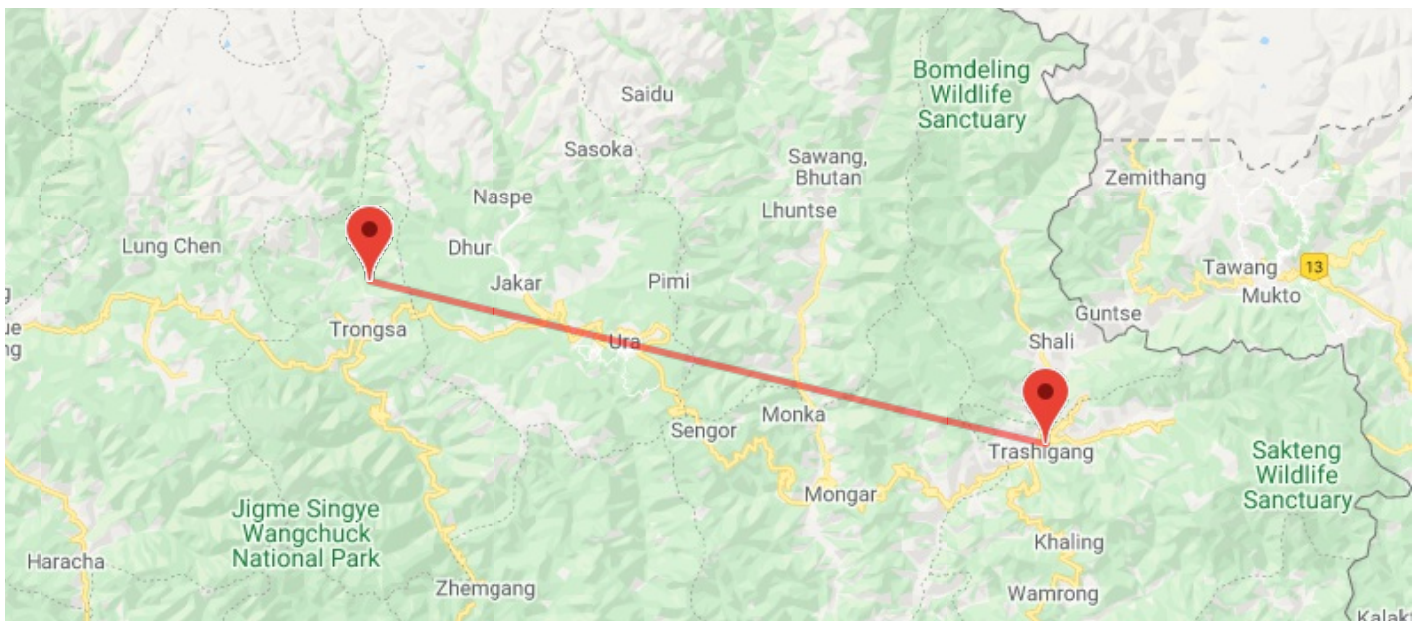 Bomdeling
Wildlife
Sanctuary
Saidu
Sasoka
Sawang,
Bhutan
Zemithang
Naspe
Lhuntse
Lung Chen
Dhur
Jakar
Pimi
Tawang
13
Mukto
Guntse
Trongsa
Ura
Shali
Monka
Sengor
Trashigang
Sakteng
Wildlife
Sanctuary
Mongar
Jigme Singye
Wangchuck
National Park
Haracha
Khaling
Zhemgang
Wamrong